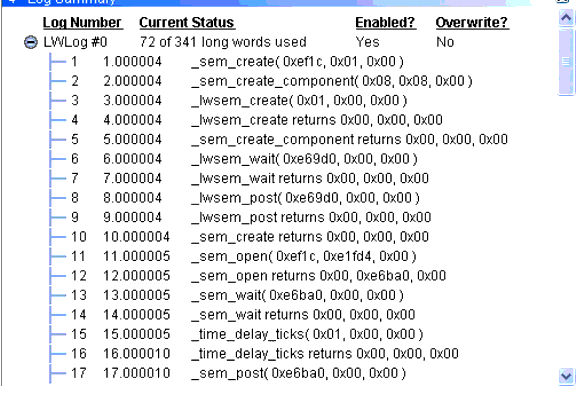 Log Summary
Log Number Current Status Enabled? Overwrite?
LWLog #0 72 of 341 long words used Yes No
1 1.000004 _sem_create( 0xef1c, 0x01, 0x00 )
2 2.000004 _sem_create_component( 0x08, 0x08, 0x00 )
3 3.000004 _lwsem_create( 0x01, 0x00, 0x00 )
4 4.000004 _lwsem_create returns 0x00, 0x00, 0x00
5 5.000004 _sem_create_component returns 0x00, 0x00, 0x00
6 6.000004 _lwsem_wait( 0xe69d0, 0x00, 0x00 )
7 7.000004 _lwsem_wait returns 0x00, 0x00, 0x00
8 8.000004 _lwsem_post( 0xe69d0, 0x00, 0x00 )
9 9.000004 _lwsem_post returns 0x00, 0x00, 0x00
10 10.000004 _sem_create returns 0x00, 0x00, 0x00
11 11.000005 _sem_open( 0xef1c, 0xe1fd4, 0x00 )
12 12.000005 _sem_open returns 0x00, 0xe6ba0, 0x00
13 13.000005 _sem_wait( 0xe6ba0, 0x00, 0x00 )
14 14.000005 _sem_wait returns 0x00, 0x00, 0x00
15 15.000005 _time_delay_ticks( 0x01, 0x00, 0x00 )
16 16.000010 _time_delay_ticks returns 0x00, 0x00, 0x00
17 17.000010 _sem_post( 0xe6ba0, 0x00, 0x00 )